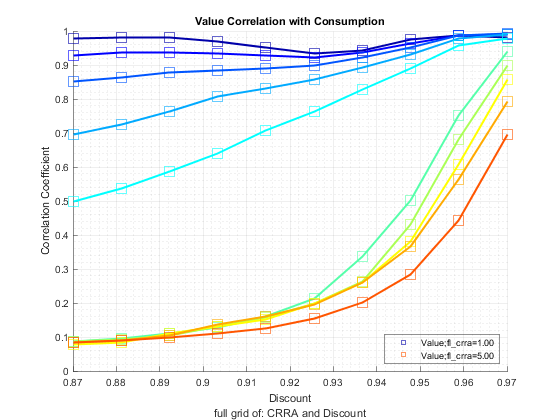 Value Correlation with Consumption
Correlation Coefficient
1
0.9
0.8
0.7
0.6
0.5
0.4
0.3
0.2
0.1
0
Value;fl_crra=1.00
Value;fl_crra=5.00
0.87 0.88 0.89 0.9 0.91 0.92 0.93 0.94 0.95 0.96 0.97
Discount
full grid of: CRRA and Discount